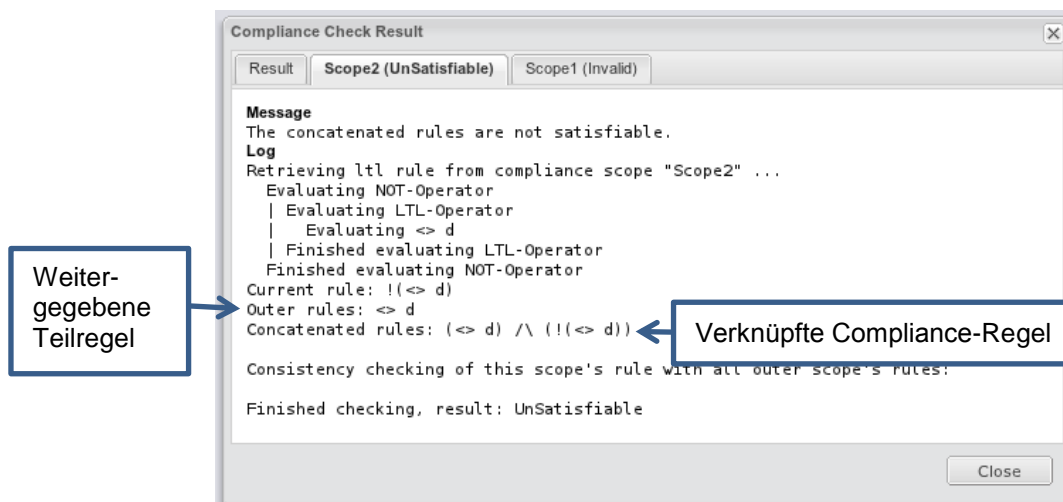 Compliance Check Result
Result
Scope2 (UnSatisfiable)
Scope1 (Invalid)
Message
The concatenated rules are not satisfiable.
Log
Retrieving ltl rule from compliance scope "Scope2" ...
Evaluating NOT-Operator
| Evaluating LTL-Operator
| Evaluating <> d
| Finished evaluating LTL-Operator
Finished evaluating NOT-Operator
Current rule: !(<> d)
Outer rules: <> d
Concatenated rules: (<> d) /\ (!(<> d))
Consistency checking of this scope's rule with all outer scope's rules:
Finished checking, result: UnSatisfiable
Close
Weiter-
gegebene
Teilregel
Verknüpfte Compliance-Regel